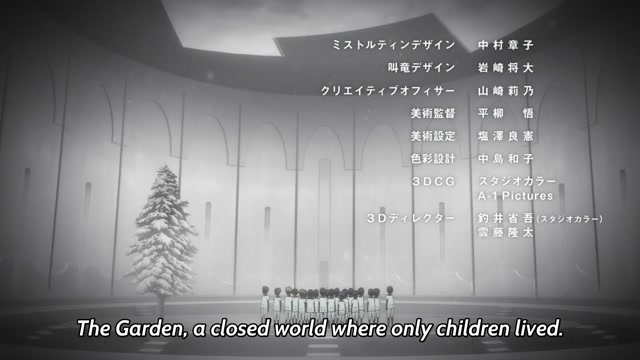 ミストルティンデザイン 中村章子
叫竜デザイン 岩崎将大
クリエイティブオフィサー 山崎莉乃
美術監督 平柳 悟
美術設定 塩澤良憲
色彩設計 中島和子
3DCG スタジオカラー
A-1 Pictures
3Dディレクター 釣井省吾(スタジオカラー)
雲藤隆太
The Garden, a closed world where only children lived.